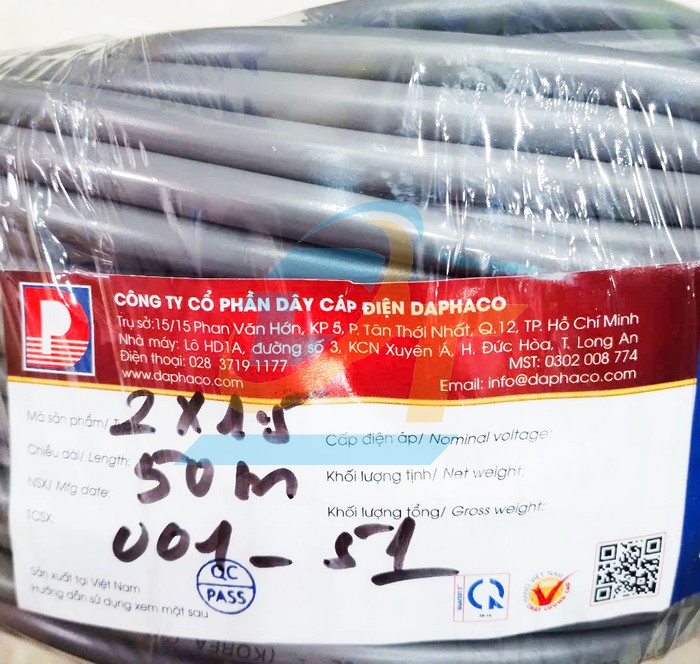 CÔNG TY CỔ PHẦN DÂY CÁP ĐIỆN DAPHACO
Trụ sở:15/15 Phan Văn Hớn, KP 5, P. Tân Thới Nhất, Q.12, TP. Hồ Chí Minh
Nhà máy: Lô HD1A, đường số 3, KCN Xuyên Á, H. Đức Hòa, T. Long An
Điện thoại: 028 3719 1177
MST: 0302 008 774
www.daphaco.com
Email: info@daphaco.com
Mã sản phẩm/
2x1.5
Cấp điện áp/ Nominal voltage:
Chiều dài/ Length:
50m
Khối lượng tịnh/ Net weight:
NSX/ Mfg date:
Khối lượng tổng/ Gross weight:
TCSX:
001 - 51
Sản xuất tại Việt Nam
Hướng dẫn sử dụng xem mặt sau
QC
PASS
(KOREA